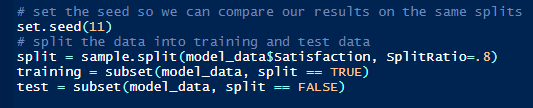 # set the seed so we can compare our results on the same splits
set.seed(11)
# split the data into training and test data
split = sample.split(model_data$Satisfaction, SplitRatio=.8)
training = subset(model_data, split == TRUE)
test = subset(model_data, split == FALSE)